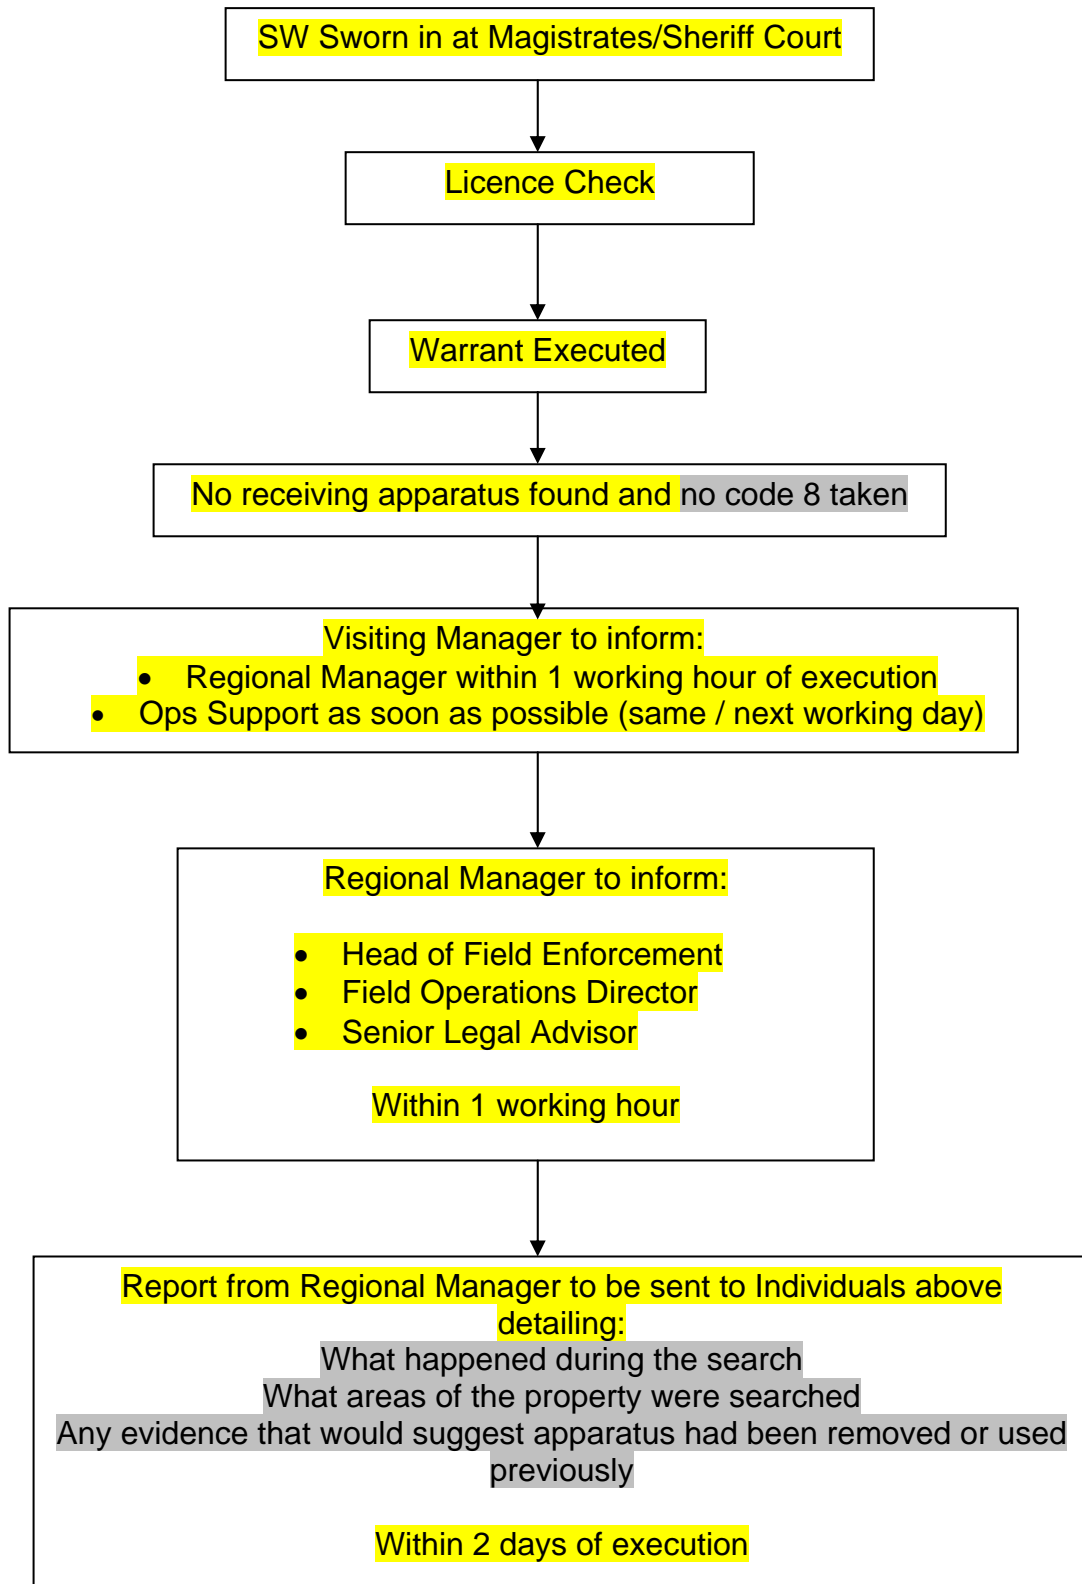 SW Sworn in at Magistrates/Sheriff Court
Licence Check
Warrant Executed
No receiving apparatus found and no code 8 taken
Visiting Manager to inform:
• Regional Manager within 1 working hour of execution
• Ops Support as soon as possible (same / next working day)
Regional Manager to inform:
• Head of Field Enforcement
• Field Operations Director
• Senior Legal Advisor
Within 1 working hour
Report from Regional Manager to be sent to Individuals above
detailing:
What happened during the search
What areas of the property were searched
Any evidence that would suggest apparatus had been removed or used
previously
Within 2 days of execution